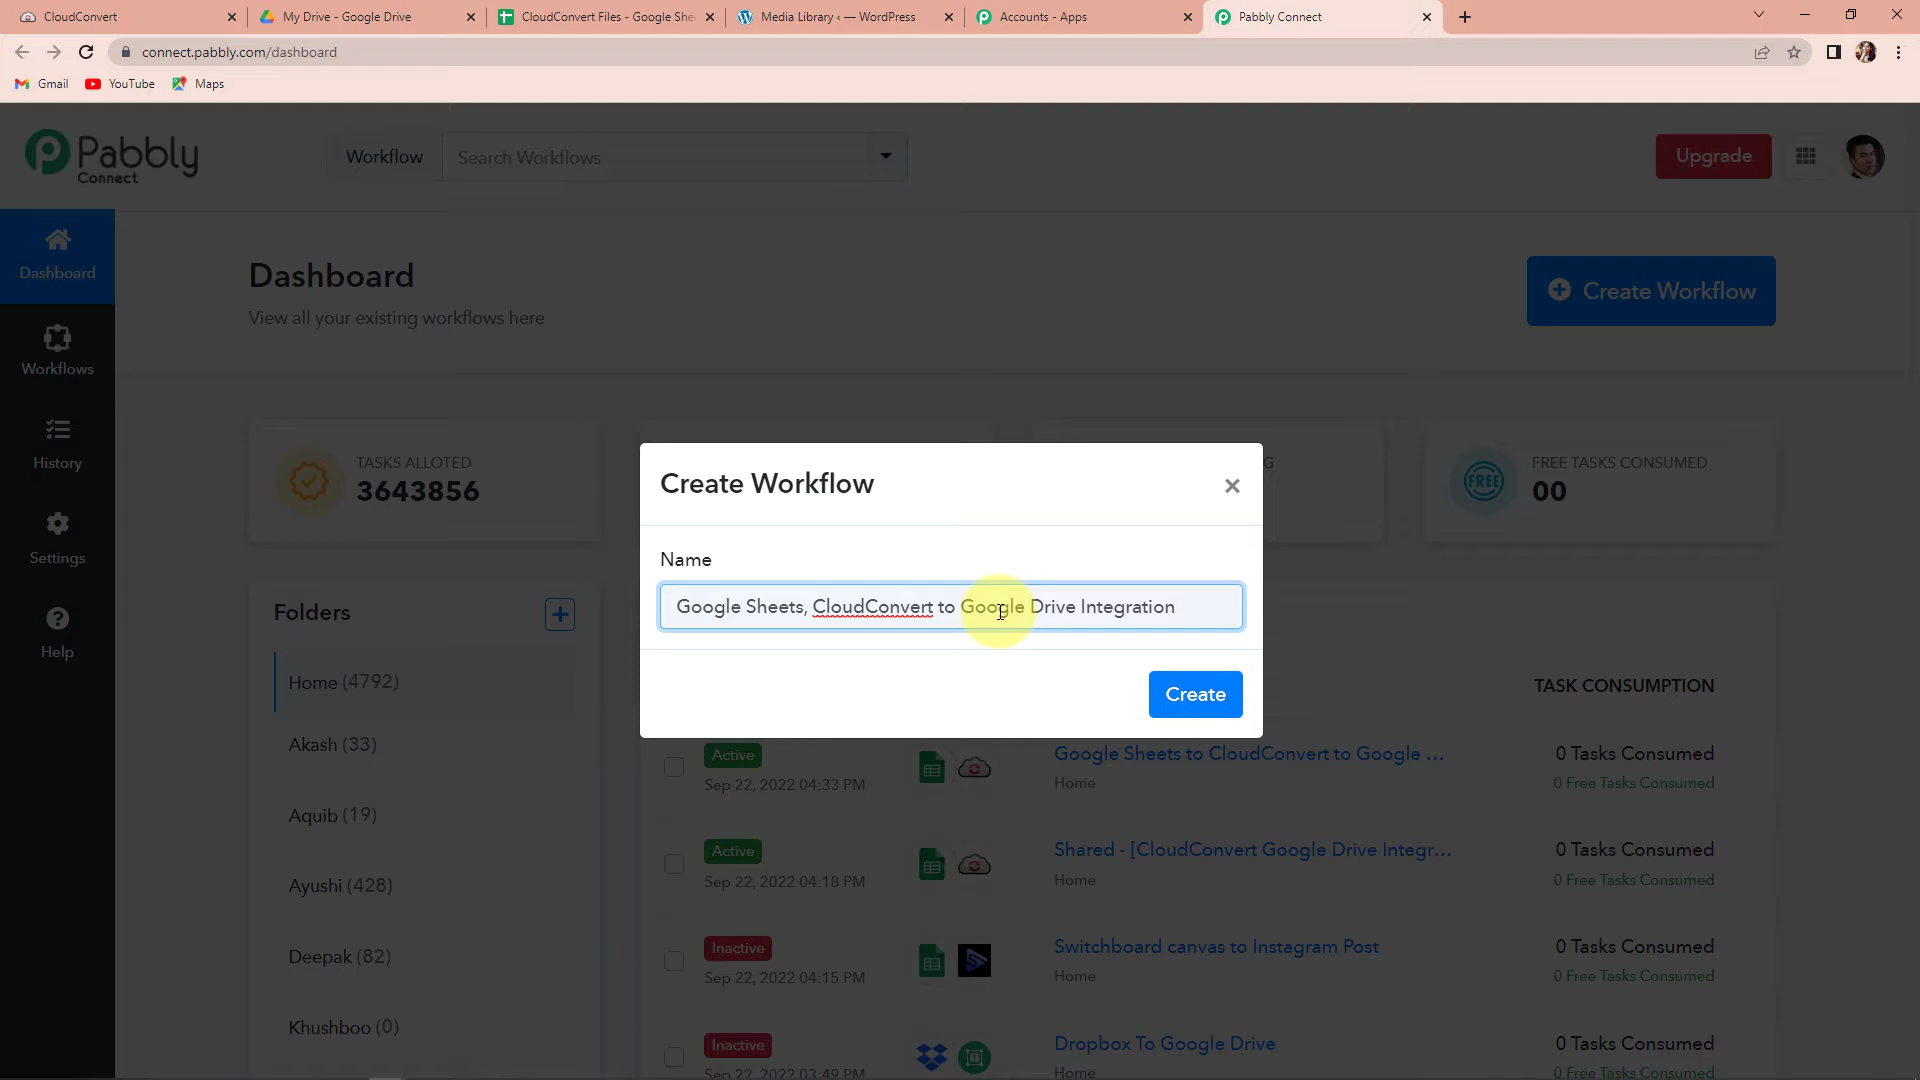 CloudConvert
My Drive - Google Drive
CloudConvert Files - Google She
Media Library ‹ — WordPress
Accounts - Apps
Pabbly Connect
connect.pabbly.com/dashboard
Gmail
YouTube
Maps
Pabbly
Connect
Workflow
Search Workflows
Upgrade
Dashboard
Workflows
History
Settings
Help
Dashboard
View all your existing workflows here
Create Workflow
TASKS ALLOTED
3643856
G
FREE
FREE TASKS CONSUMED
00
Create Workflow
×
Name
Google Sheets, CloudConvert to Google Drive Integration
Create
Folders
Home (4792)
Akash (33)
Aquib (19)
Ayushi (428)
Deepak (82)
Khushboo (0)
TASK CONSUMPTION
Active
Sep 22, 2022 04:33 PM
Google Sheets to CloudConvert to Google ...
Home
0 Tasks Consumed
0 Free Tasks Consumed
Active
Sep 22, 2022 04:18 PM
Shared - [CloudConvert Google Drive Integr...
Home
0 Tasks Consumed
0 Free Tasks Consumed
Inactive
Sep 22, 2022 04:15 PM
Switchboard canvas to Instagram Post
Home
0 Tasks Consumed
0 Free Tasks Consumed
Inactive
Sep 22, 2022 03:49 PM
Dropbox To Google Drive
Home
0 Tasks Consumed
0 Free Tasks Consumed